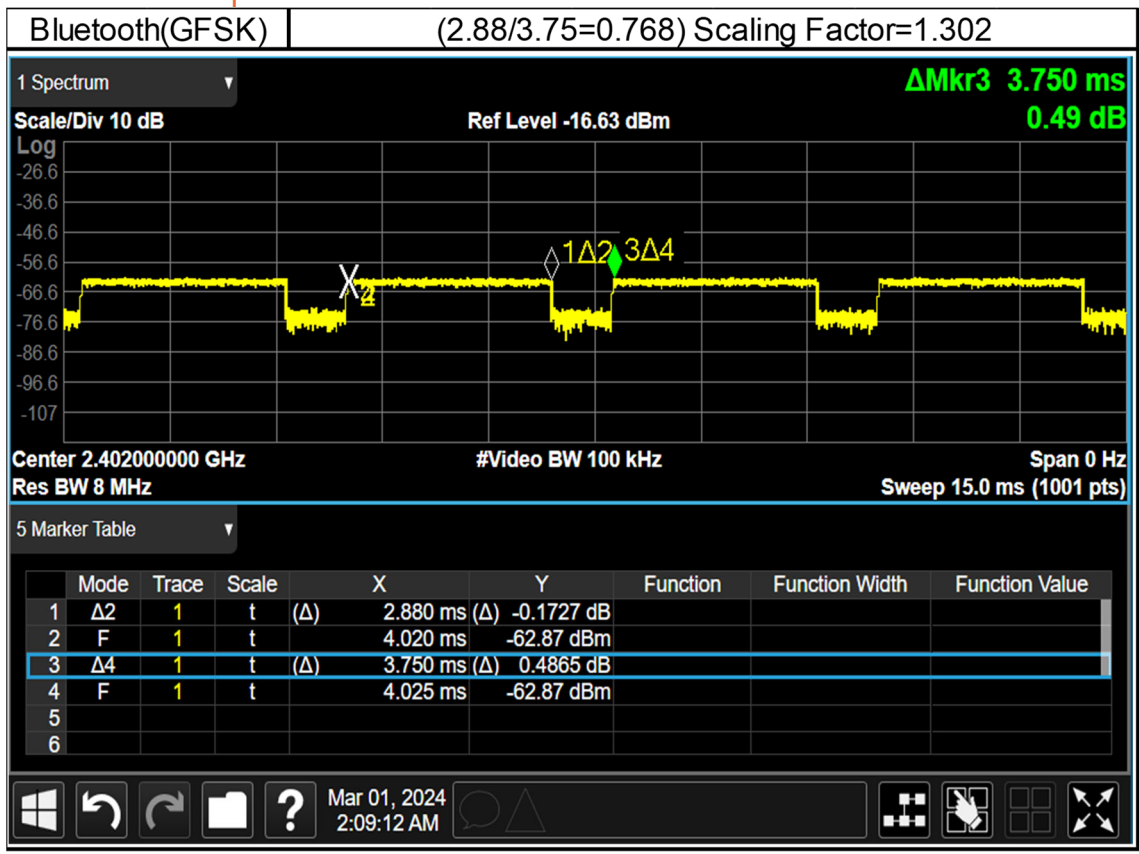 Bluetooth(GFSK) (2.88/3.75=0.768) Scaling Factor=1.302
1 Spectrum ▼
ΔMkr3 3.750 ms
Scale/Div 10 dB Ref Level -16.63 dBm 0.49 dB
Log
-26.6
-36.6
-46.6
1Δ2 3Δ4
-56.6
X
-66.6
-76.6
-86.6
-96.6
-107
Center 2.402000000 GHz #Video BW 100 kHz Span 0 Hz
Res BW 8 MHz Sweep 15.0 ms (1001 pts)
5 Marker Table ▼
Mode Trace Scale X Y Function Function Width Function Value
1 Δ2 1 t (Δ) 2.880 ms (Δ) -0.1727 dB
2 F 1 t 4.020 ms -62.87 dBm
3 Δ4 1 t (Δ) 3.750 ms (Δ) 0.4865 dB
4 F 1 t 4.025 ms -62.87 dBm
5
6
? Mar 01, 2024
2:09:12 AM